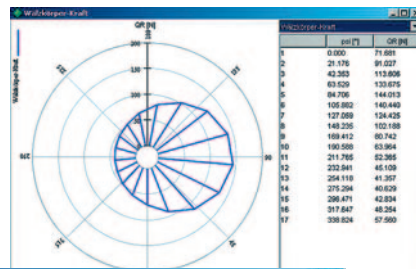 Wälzkörper-Kraft
QR [N]
Wälzkörper-Kraft
psi [°] QR [N]
1 0.000 71.681
2 21.176 91.027
3 42.353 113.806
4 63.529 133.675
5 84.706 144.013
6 105.882 140.440
7 127.059 124.425
8 148.235 102.188
9 169.412 80.742
10 190.588 63.964
11 211.765 52.365
12 232.941 45.109
13 254.118 41.357
14 275.294 40.629
15 296.471 42.834
16 317.647 48.254
17 338.824 57.560
200
150
100
50
90